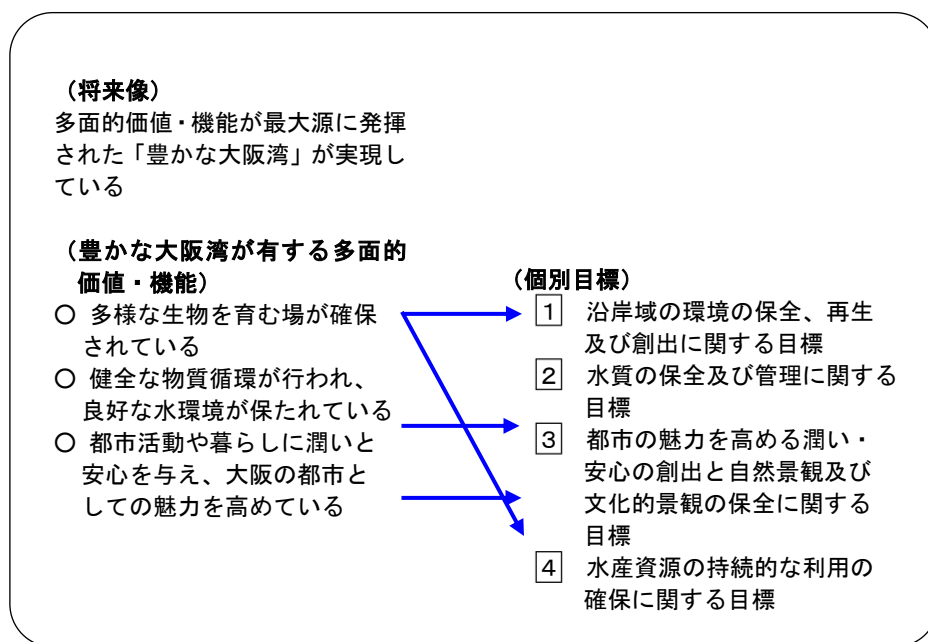 （将来像）
多面的価値・機能が最大源に発揮
された「豊かな大阪湾」が実現し
ている
（豊かな大阪湾が有する多面的
価値・機能）
○ 多様な生物を育む場が確保
されている
○ 健全な物質循環が行われ、
良好な水環境が保たれている
○ 都市活動や暮らしに潤いと
安心を与え、大阪の都市と
しての魅力を高めている
（個別目標）
1 沿岸域の環境の保全、再生
及び創出に関する目標
2 水質の保全及び管理に関する
目標
3 都市の魅力を高める潤い・
安心の創出と自然景観及び
文化的景観の保全に関する
目標
4 水産資源の持続的な利用の
確保に関する目標